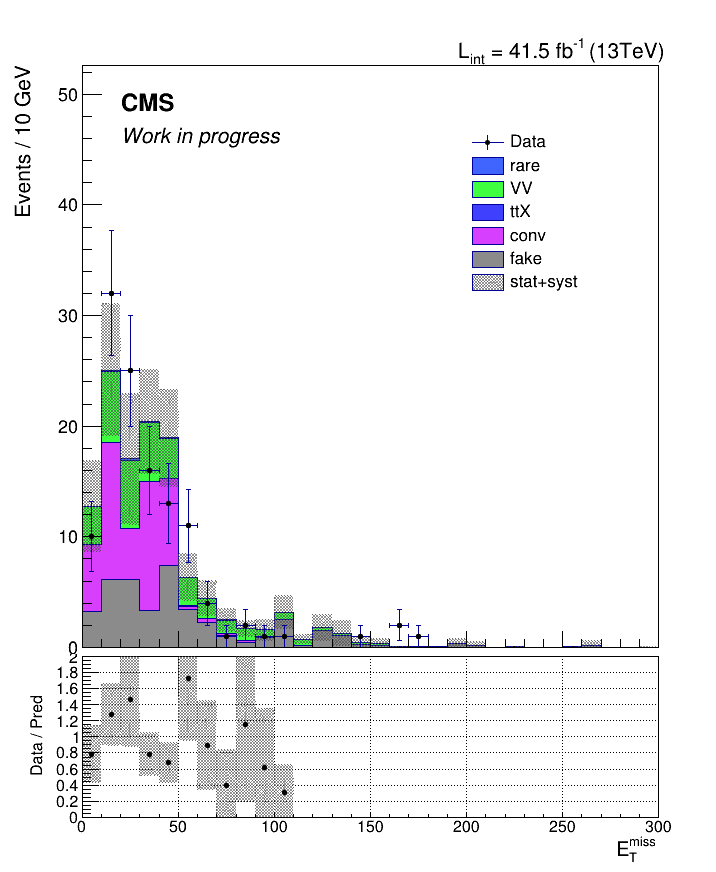 L_int = 41.5 fb^-1 (13TeV)
Events / 10 GeV
50
40
30
20
10
0
CMS
Work in progress
Data
rare
VV
ttX
conv
fake
stat+syst
Data / Pred
2
1.8
1.6
1.4
1.2
1
0.8
0.6
0.4
0.2
0
0 50 100 150 200 250 300
E_T^miss